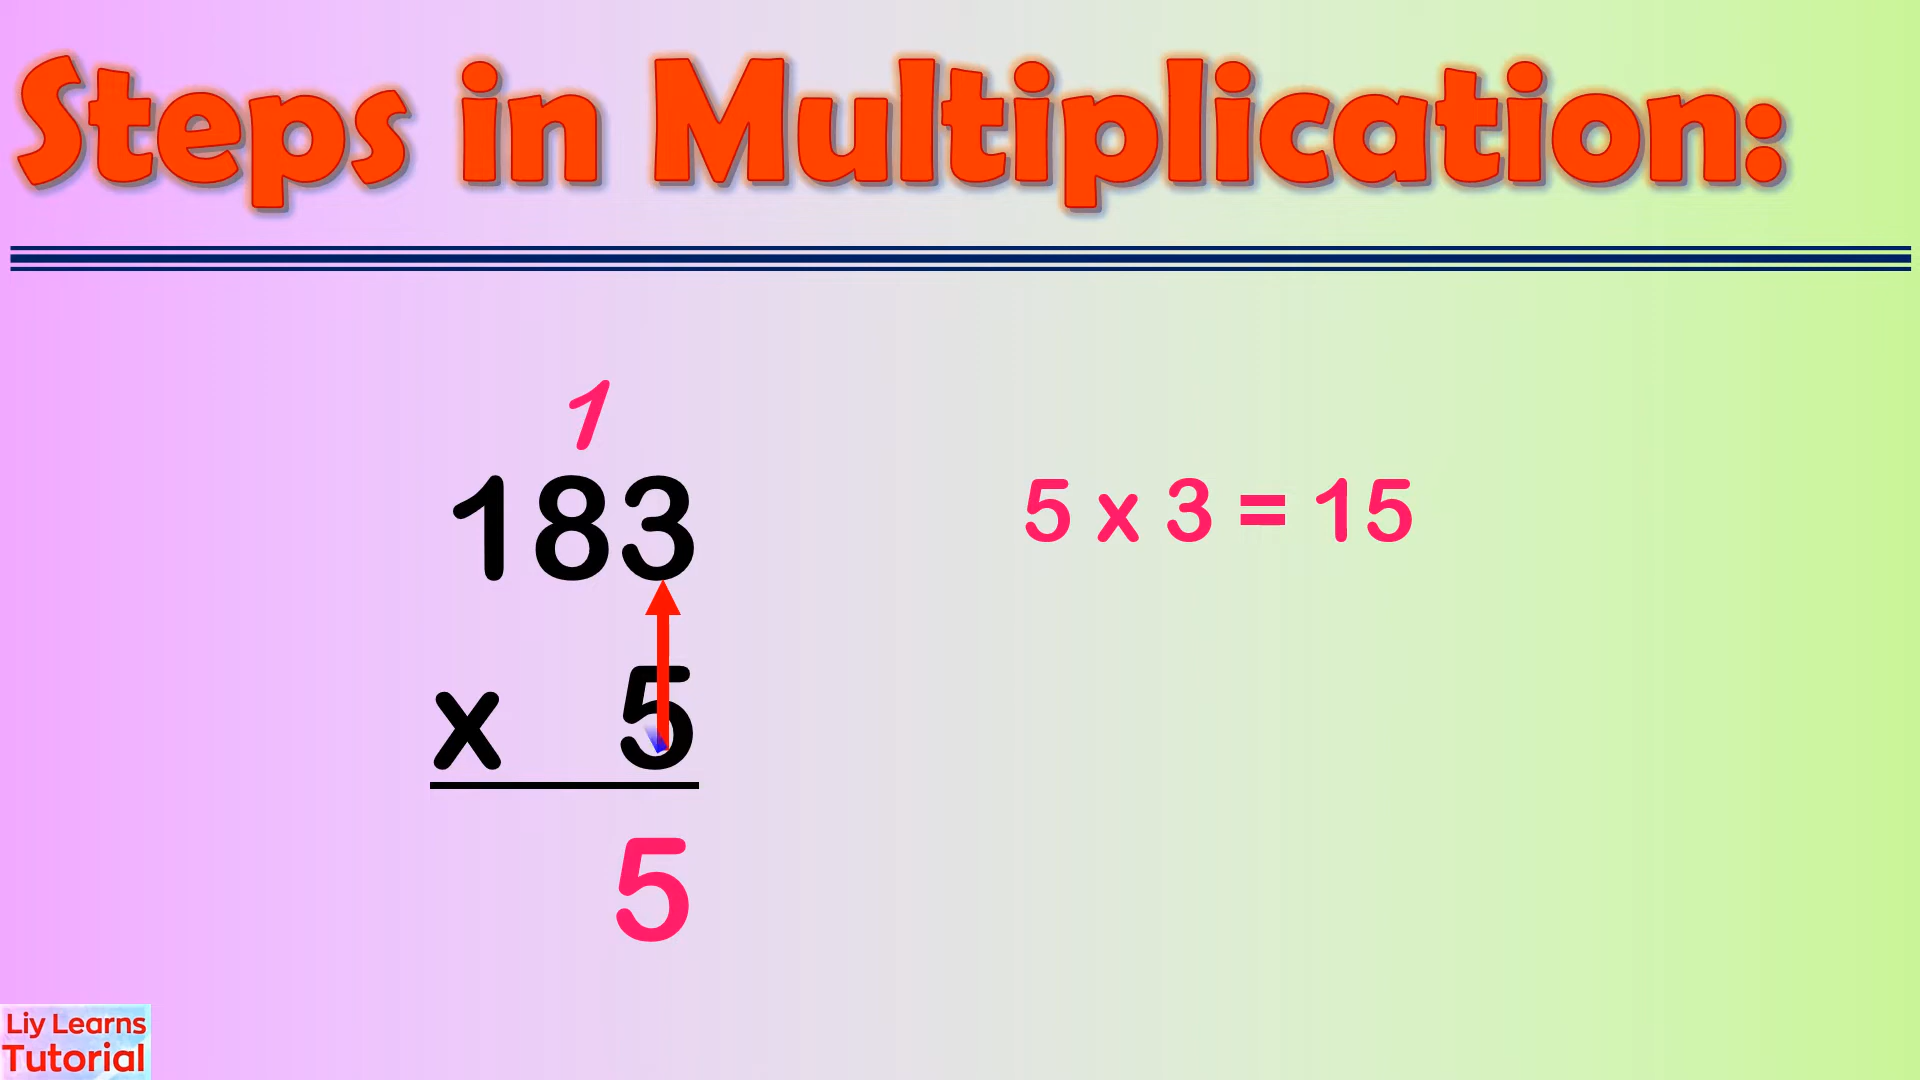 Steps in Multiplication:
1
183
5 x 3 = 15
x 5
5
Liy Learns
Tutorial